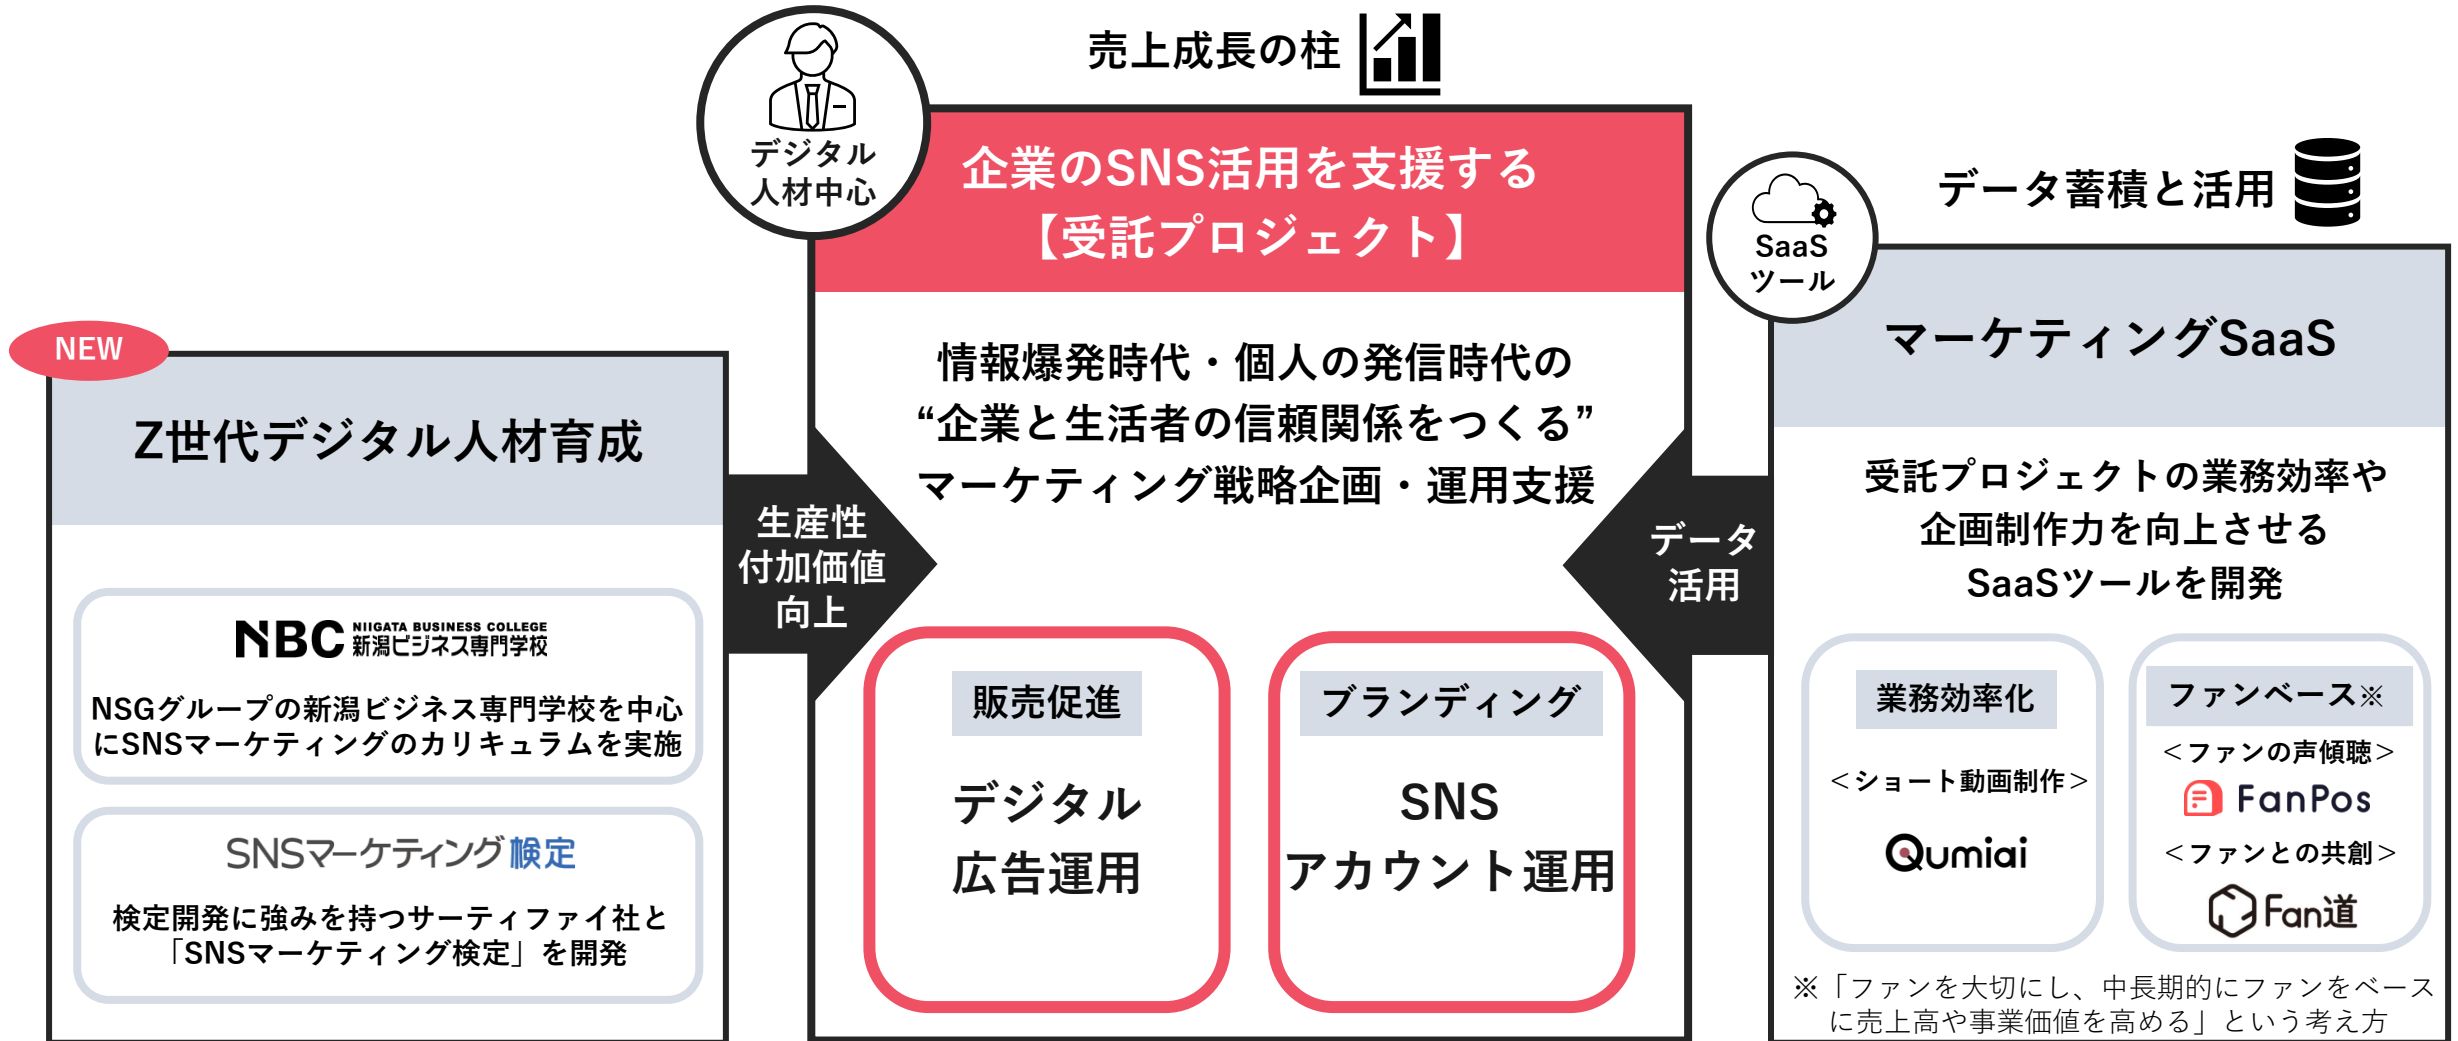 NEW
Z世代デジタル人材育成
NBC NIIGATA BUSINESS COLLEGE
新潟ビジネス専門学校
NSGグループの新潟ビジネス専門学校を中心
にSNSマーケティングのカリキュラムを実施
SNSマーケティング検定
検定開発に強みを持つサーティファイ社と
「SNSマーケティング検定」を開発
生産性
付加価値
向上
デジタル
人材中心
売上成長の柱
企業のSNS活用を支援する
【受託プロジェクト】
情報爆発時代・個人の発信時代の
“企業と生活者の信頼関係をつくる”
マーケティング戦略企画・運用支援
販売促進
デジタル
広告運用
ブランディング
SNS
アカウント運用
データ
活用
SaaS
ツール
データ蓄積と活用
マーケティングSaaS
受託プロジェクトの業務効率や
企画制作力を向上させる
SaaSツールを開発
業務効率化
＜ショート動画制作＞
Qumiai
ファンベース※
＜ファンの声傾聴＞
FanPos
＜ファンとの共創＞
Fan道
※「ファンを大切にし、中長期的にファンをベース
に売上高や事業価値を高める」という考え方